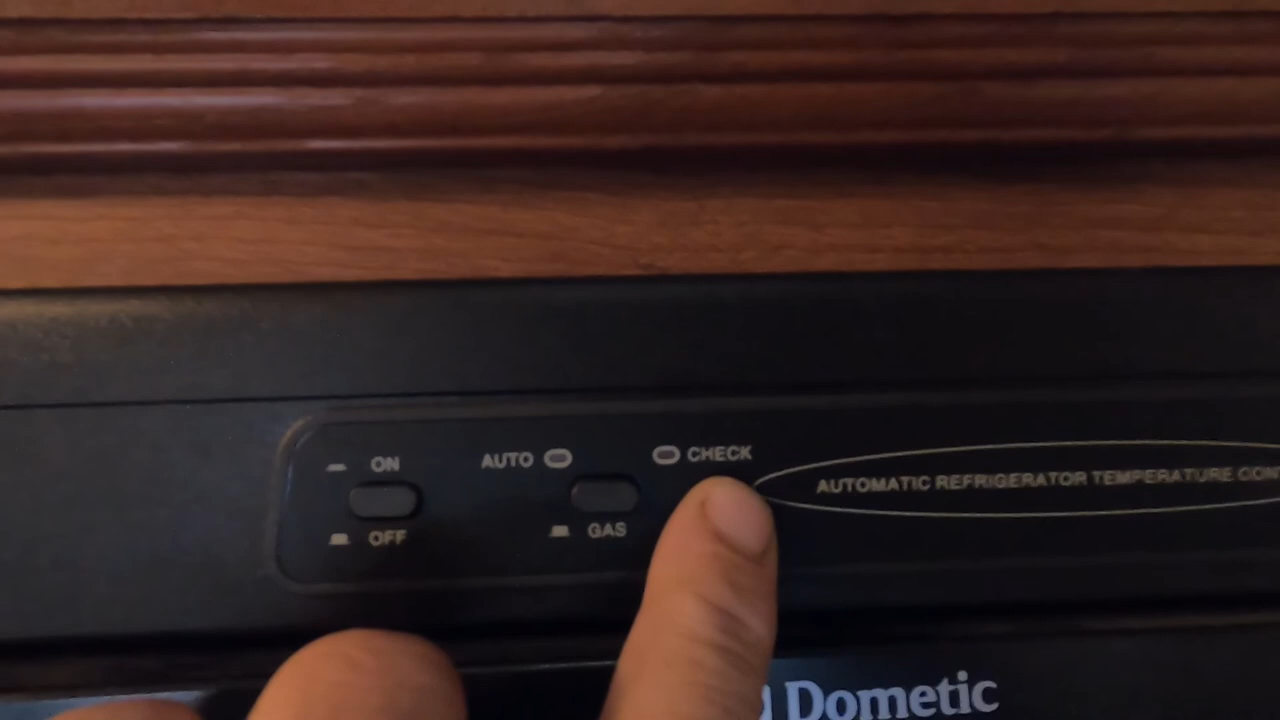 ON
OFF
AUTO
GAS
CHECK
AUTOMATIC REFRIGERATOR TEMPERATURE
Dometic